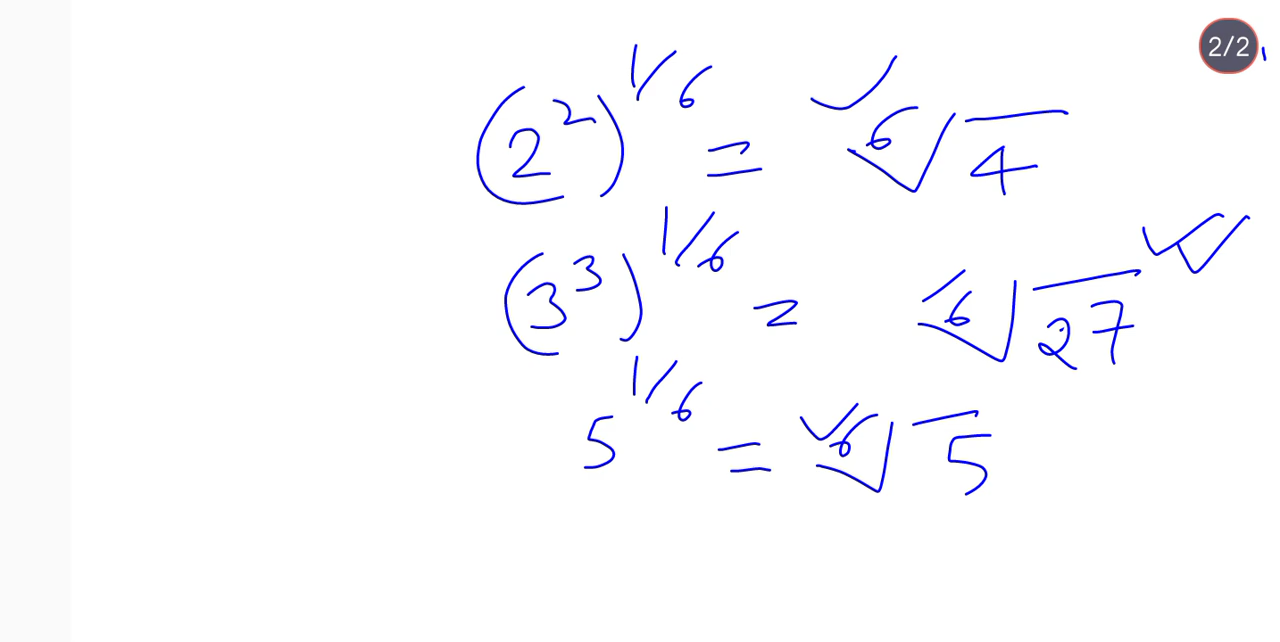 2/2
(2²)^1/6 = ⁶√4
(3³)^1/6 = ⁶√27
5^1/6 = ⁶√5